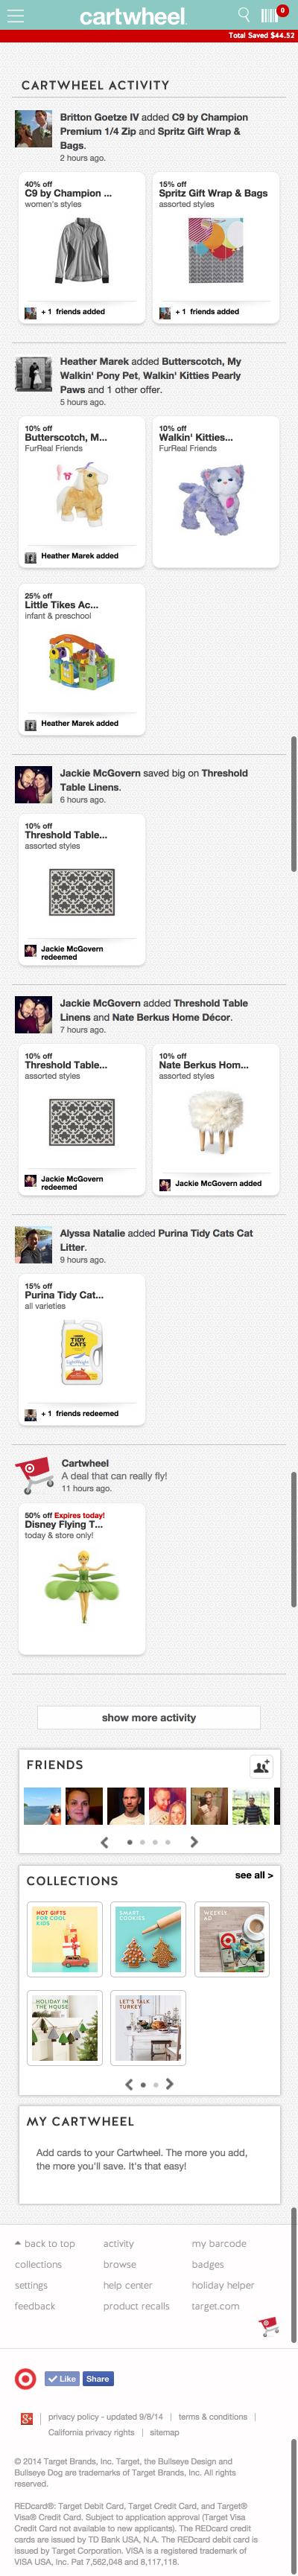 cartwheel
0
Total Saved $44.52
CARTWHEEL ACTIVITY
Britton Goetze IV added C9 by Champion
Premium 1/4 Zip and Spritz Gift Wrap &
Bags.
2 hours ago.
40% off
C9 by Champion ...
women's styles
+ 1 friends added
15% off
Spritz Gift Wrap & Bags
assorted styles
+ 1 friends added
Heather Marek added Butterscotch, My
Walkin' Pony Pet, Walkin' Kitties Pearly
Paws and 1 other offer.
5 hours ago.
10% off
Butterscotch, M...
FurReal Friends
Heather Marek added
10% off
Walkin' Kitties...
FurReal Friends
25% off
Little Tikes Ac...
infant & preschool
Heather Marek added
Jackie McGovern saved big on Threshold
Table Linens.
6 hours ago.
10% off
Threshold Table...
assorted styles
Jackie McGovern
redeemed
Jackie McGovern added Threshold Table
Linens and Nate Berkus Home Décor.
7 hours ago.
10% off
Threshold Table...
assorted styles
Jackie McGovern
redeemed
10% off
Nate Berkus Hom...
assorted styles
Jackie McGovern added
Alyssa Natalie added Purina Tidy Cats Cat
Litter.
9 hours ago.
15% off
Purina Tidy Cat...
all varieties
TIDY
CATS
+ 1 friends redeemed
Cartwheel
A deal that can really fly!
11 hours ago.
50% off Expires today!
Disney Flying T...
today & store only!
show more activity
FRIENDS
COLLECTIONS
see all >
HOT GIFTS
FOR COOL
KIDS
SMART
COOKIES
WEEKLY
AD
HOLIDAY IN
THE HOUSE
LET'S TALK
TURKEY
MY CARTWHEEL
Add cards to your Cartwheel. The more you add,
the more you'll save. It's that easy!
back to top
activity
my barcode
collections
browse
badges
settings
help center
holiday helper
feedback
product recalls
target.com
Like
Share
privacy policy - updated 9/8/14 | terms & conditions |
California privacy rights | sitemap
© 2014 Target Brands, Inc. Target, the Bullseye Design and
Bullseye Dog are trademarks of Target Brands, Inc. All rights
reserved.
REDcard®: Target Debit Card, Target Credit Card, and Target®
Visa® Credit Card. Subject to application approval (Target Visa
Credit Card not available to new applicants). The REDcard credit
cards are issued by TD Bank USA, N.A. The REDcard debit card is
issued by Target Corporation. VISA is a registered trademark of
VISA USA, Inc. Pat 7,562,048 and 8,117,118.